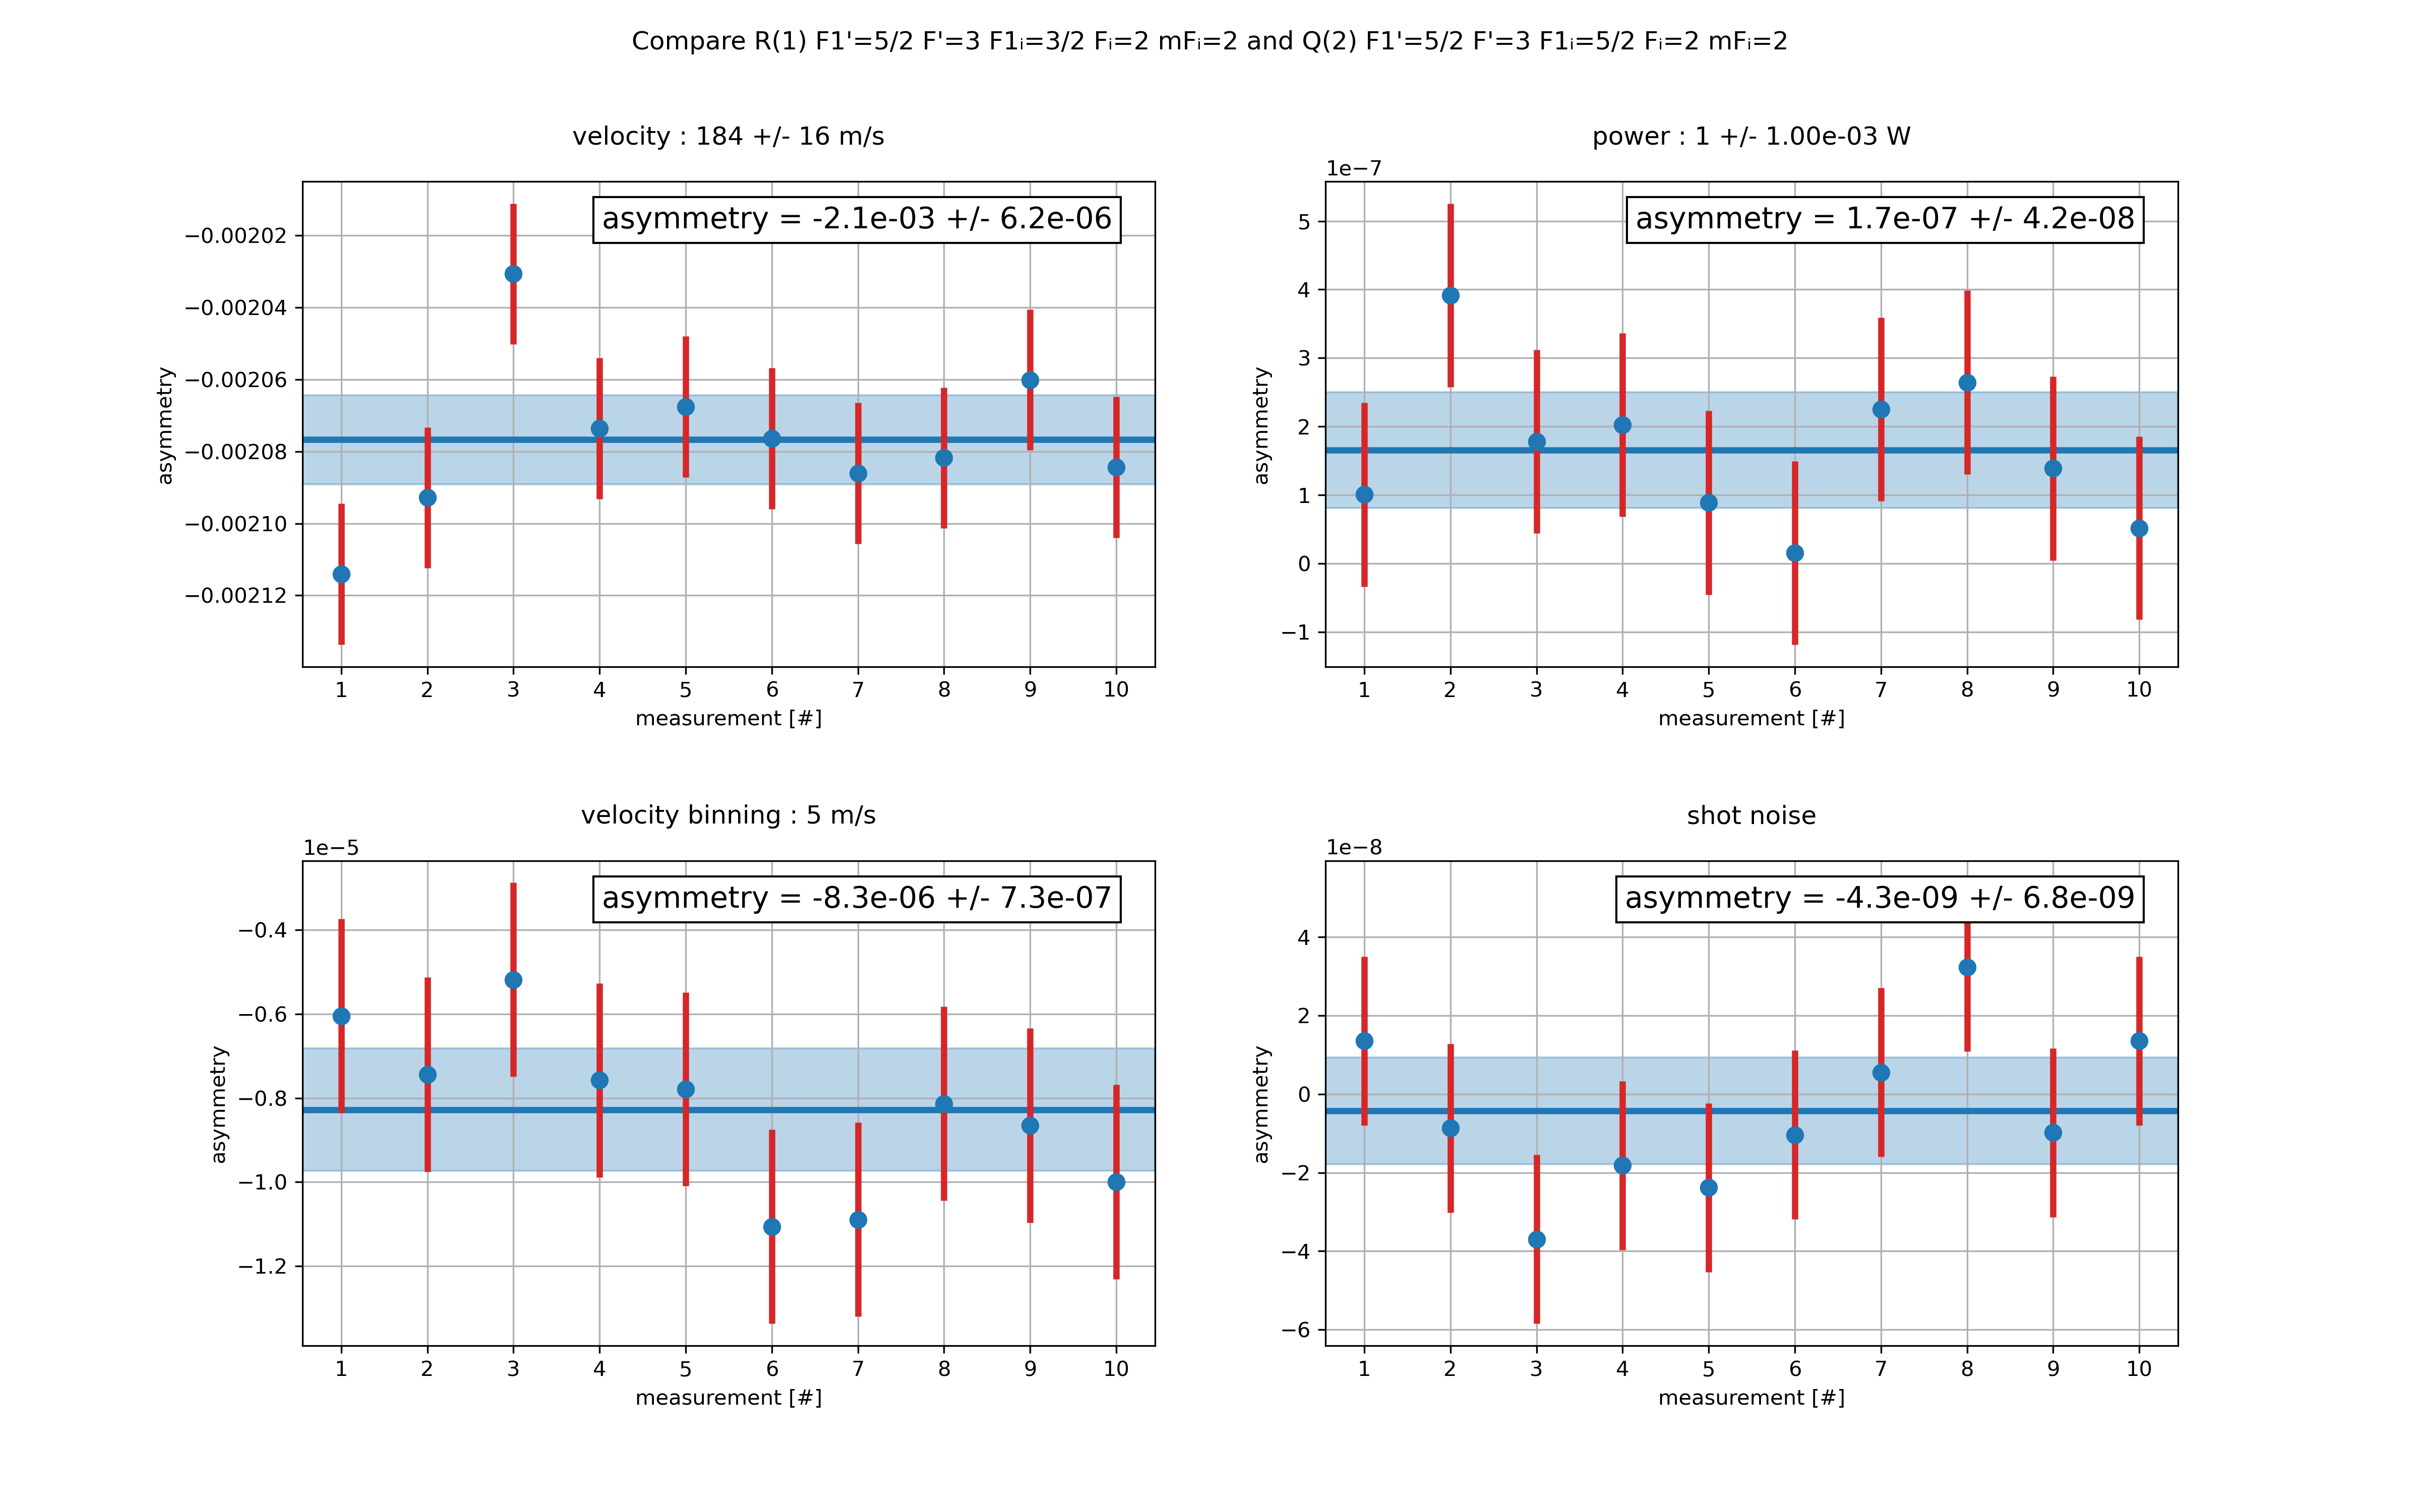 Compare R(1) F1'=5/2 F'=3 F1ᵢ=3/2 Fᵢ=2 mFᵢ=2 and Q(2) F1'=5/2 F'=3 F1ᵢ=5/2 Fᵢ=2 mFᵢ=2
velocity : 184 +/- 16 m/s
asymmetry = -2.1e-03 +/- 6.2e-06
−0.00202
−0.00204
−0.00206
−0.00208
−0.00210
−0.00212
asymmetry
1 2 3 4 5 6 7 8 9 10
measurement [#]
power : 1 +/- 1.00e-03 W
1e−7
asymmetry = 1.7e-07 +/- 4.2e-08
5
4
3
2
1
0
−1
asymmetry
1 2 3 4 5 6 7 8 9 10
measurement [#]
velocity binning : 5 m/s
1e−5
asymmetry = -8.3e-06 +/- 7.3e-07
−0.4
−0.6
−0.8
−1.0
−1.2
asymmetry
1 2 3 4 5 6 7 8 9 10
measurement [#]
shot noise
1e−8
asymmetry = -4.3e-09 +/- 6.8e-09
4
2
0
−2
−4
−6
asymmetry
1 2 3 4 5 6 7 8 9 10
measurement [#]